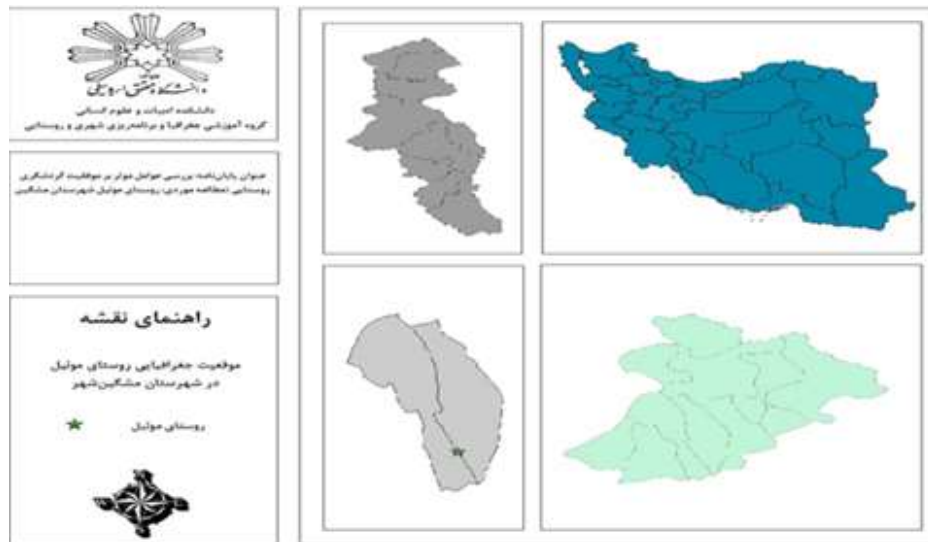 دانشگاه محقق اردبیلی
دانشکده ادبیات و علوم انسانی
گروه آموزشی جغرافیا و برنامه‌ریزی شهری و روستایی
عنوان پایان‌نامه: بررسی عوامل موثر بر موفقیت گردشگری
روستایی (مطالعه موردی: روستای موئیل شهرستان مشگین
راهنمای نقشه
موقعیت جغرافیایی روستای موئیل
در شهرستان مشگین‌شهر
روستای موئیل